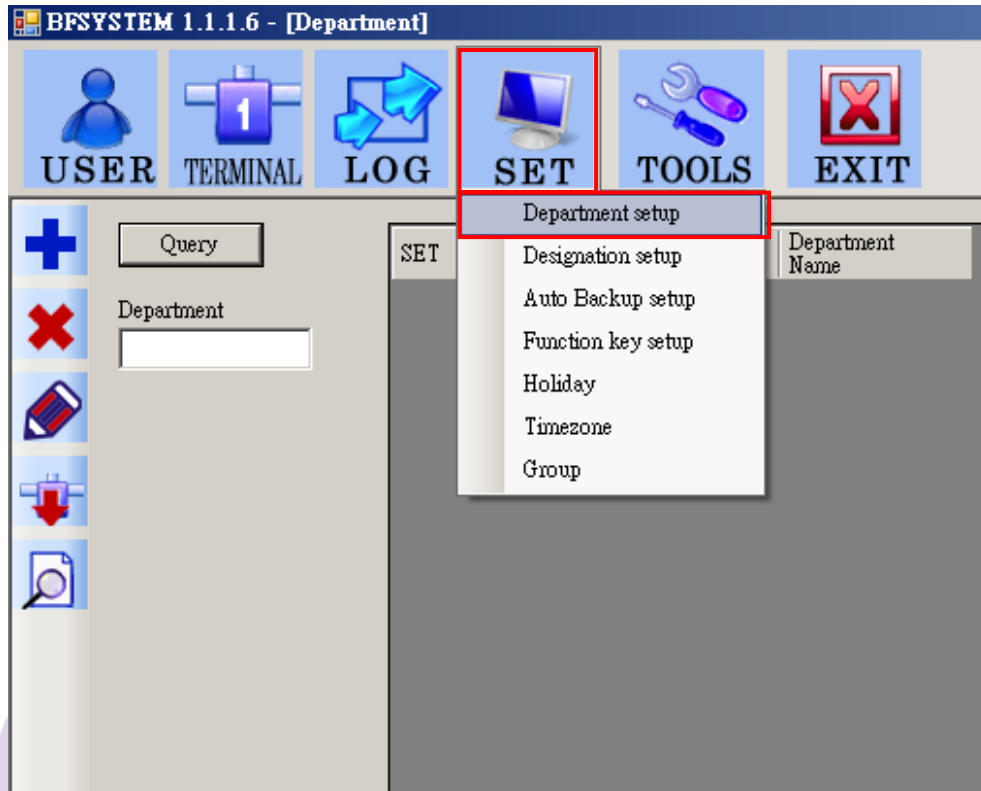 BFSYSTEM 1.1.1.6 - [Department]
USER
1
TERMINAL
LOG
SET
TOOLS
EXIT
Department setup
Designation setup
Auto Backup setup
Function key setup
Holiday
Timezone
Group
Query
Department
SET
Department
Name